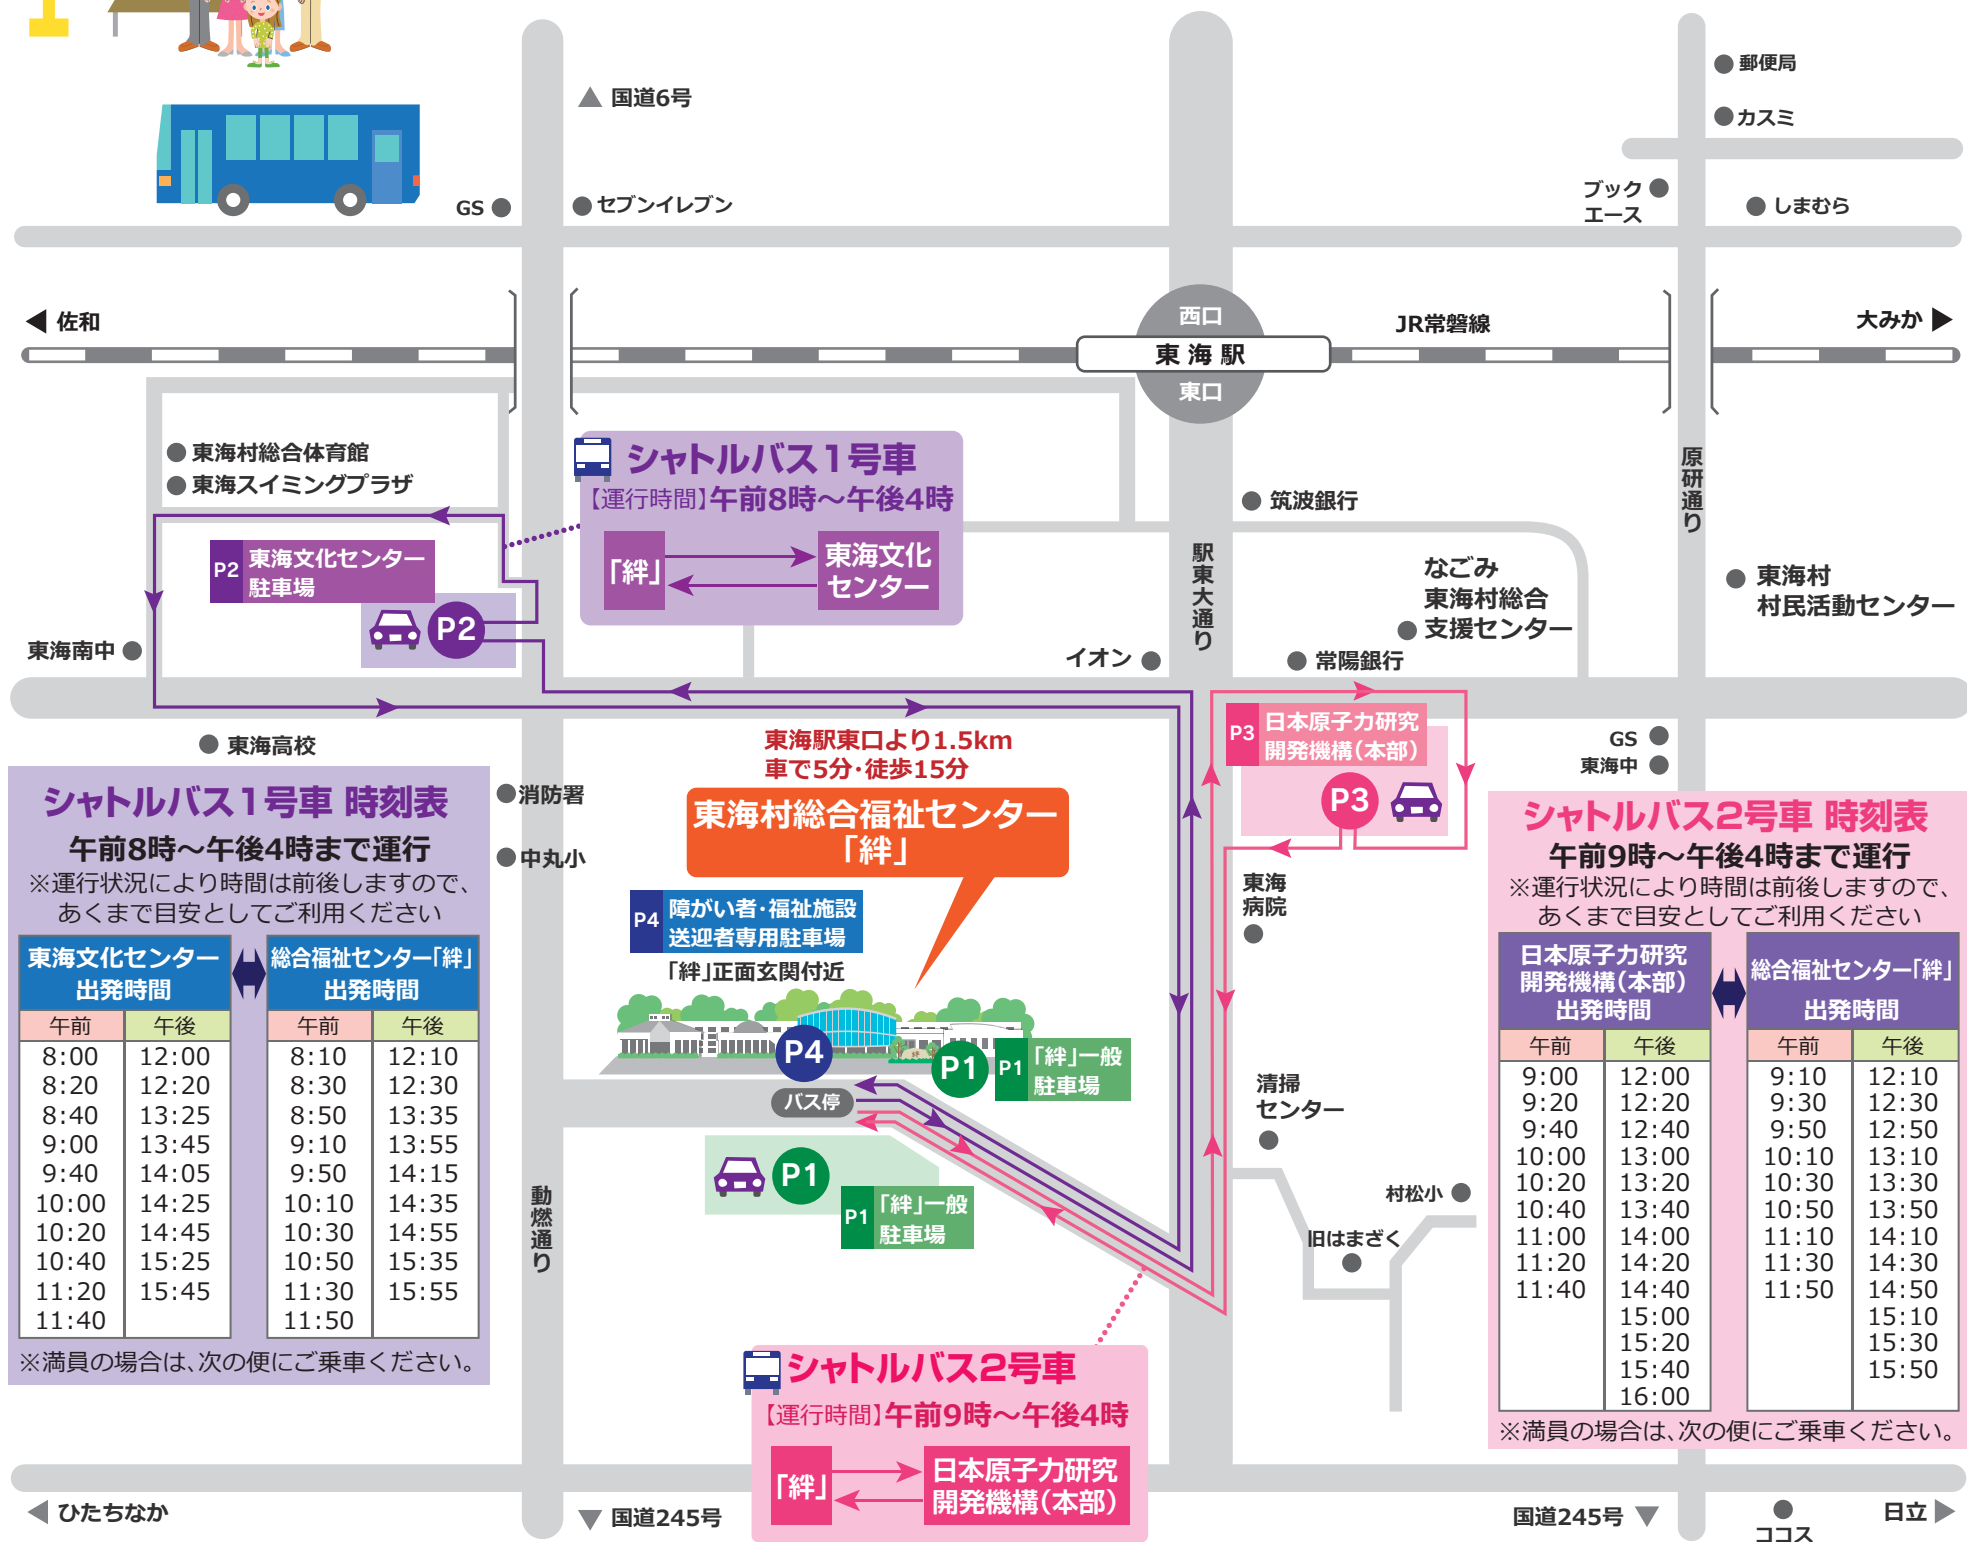 国道6号
郵便局
カスミ
GS
セブンイレブン
ブック
エース
しまむら
佐和
西口
東海駅
東口
JR常磐線
大みか
東海村総合体育館
東海スイミングプラザ
シャトルバス1号車
【運行時間】午前8時〜午後4時
「絆」
東海文化
センター
筑波銀行
原研通り
駅東大通り
P2
東海文化センター
駐車場
P2
なごみ
東海村総合
支援センター
東海村
村民活動センター
東海南中
イオン
常陽銀行
東海高校
東海駅東口より1.5km
車で5分・徒歩15分
P3
日本原子力研究
開発機構(本部)
P3
GS
東海中
消防署
中丸小
東海村総合福祉センター
「絆」
P4
障がい者・福祉施設
送迎者専用駐車場
「絆」正面玄関付近
P4
P1
P1
「絆」一般
駐車場
バス停
P1
P1
「絆」一般
駐車場
東海
病院
清掃
センター
村松小
旧はまぎく
動燃通り
シャトルバス1号車 時刻表
午前8時〜午後4時まで運行
※運行状況により時間は前後しますので、
あくまで目安としてご利用ください
東海文化センター
出発時間
総合福祉センター「絆」
出発時間
午前 午後 午前 午後
8:00 12:00 8:10 12:10
8:20 12:20 8:30 12:30
8:40 13:25 8:50 13:35
9:00 13:45 9:10 13:55
9:40 14:05 9:50 14:15
10:00 14:25 10:10 14:35
10:20 14:45 10:30 14:55
10:40 15:25 10:50 15:35
11:20 15:45 11:30 15:55
11:40 11:50
※満員の場合は、次の便にご乗車ください。
シャトルバス2号車 時刻表
午前9時〜午後4時まで運行
※運行状況により時間は前後しますので、
あくまで目安としてご利用ください
日本原子力研究
開発機構(本部)
出発時間
総合福祉センター「絆」
出発時間
午前 午後 午前 午後
9:00 12:00 9:10 12:10
9:20 12:20 9:30 12:30
9:40 12:40 9:50 12:50
10:00 13:00 10:10 13:10
10:20 13:20 10:30 13:30
10:40 13:40 10:50 13:50
11:00 14:00 11:10 14:10
11:20 14:20 11:30 14:30
11:40 14:40 11:50 14:50
15:00 15:10
15:20 15:30
15:40 15:50
16:00
※満員の場合は、次の便にご乗車ください。
シャトルバス2号車
【運行時間】午前9時〜午後4時
「絆」
日本原子力研究
開発機構(本部)
ひたちなか
国道245号
国道245号
ココス
日立